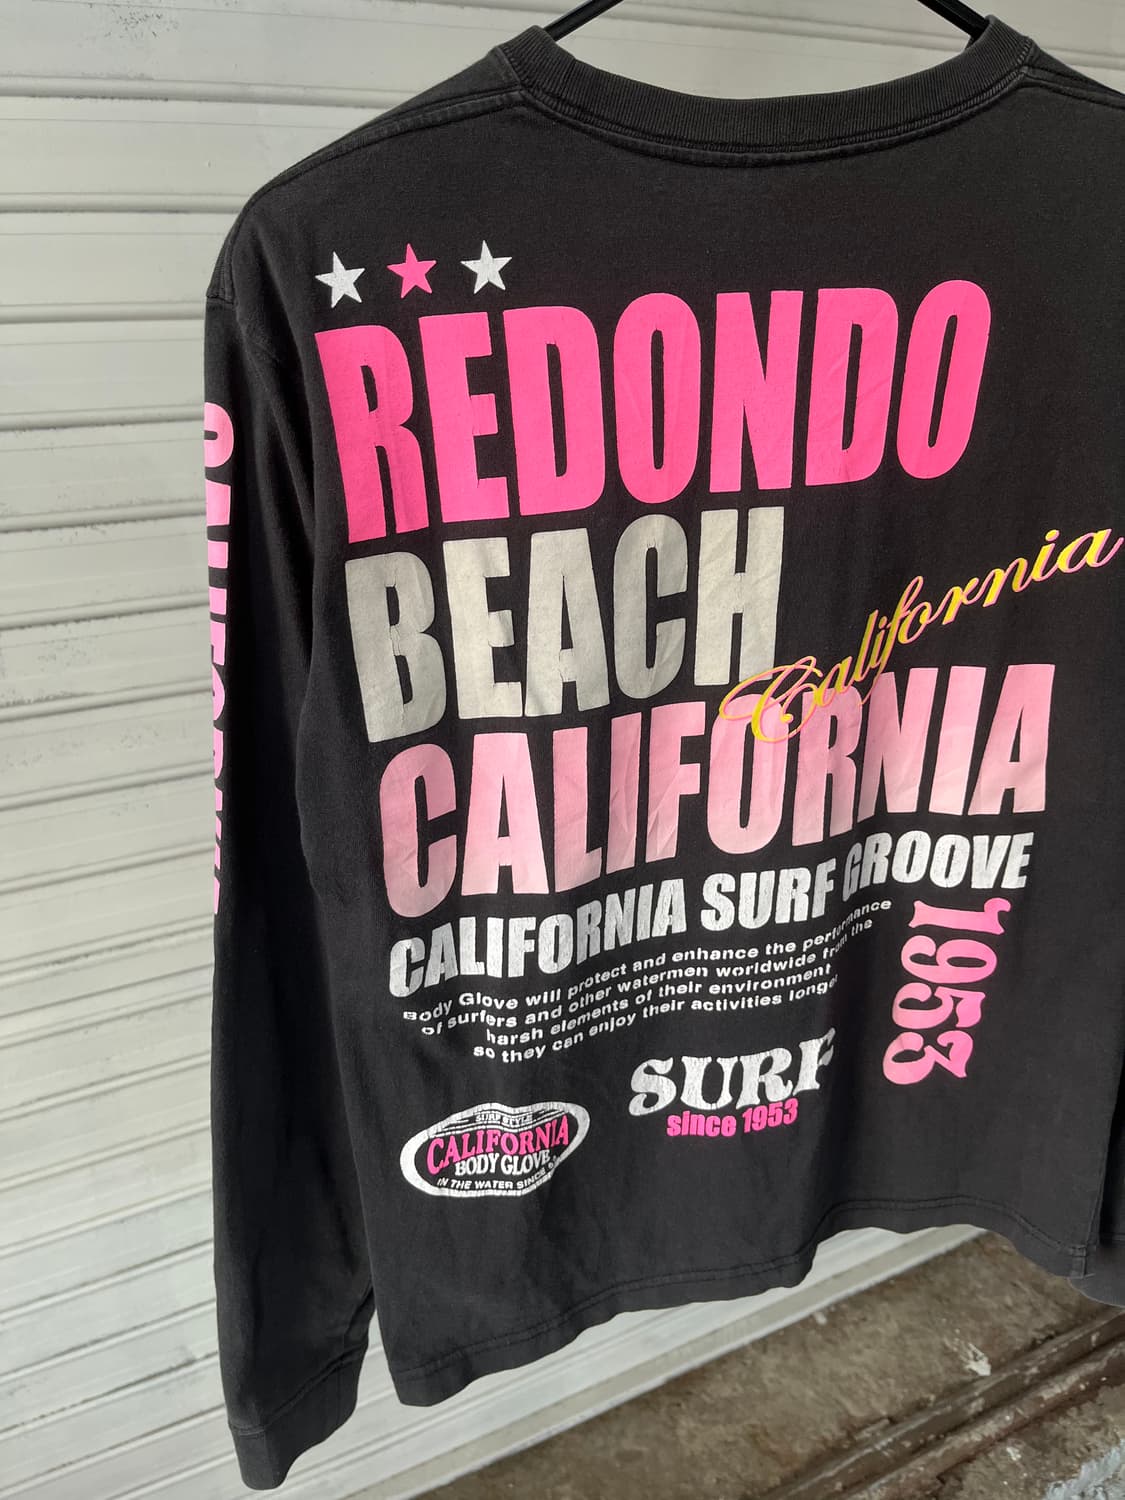 REDONDO
BEACH
California
CALIFORNIA
CALIFORNIA SURF GROOVE
Body Glove will protect and enhance the performance
of surfers and other watermen worldwide from the
harsh elements of their environment
so they can enjoy their activities longer
1953
SURF
since 1953
SURF STYLE
CALIFORNIA
BODY GLOVE
IN THE WATER SINCE
CALIFORNIA